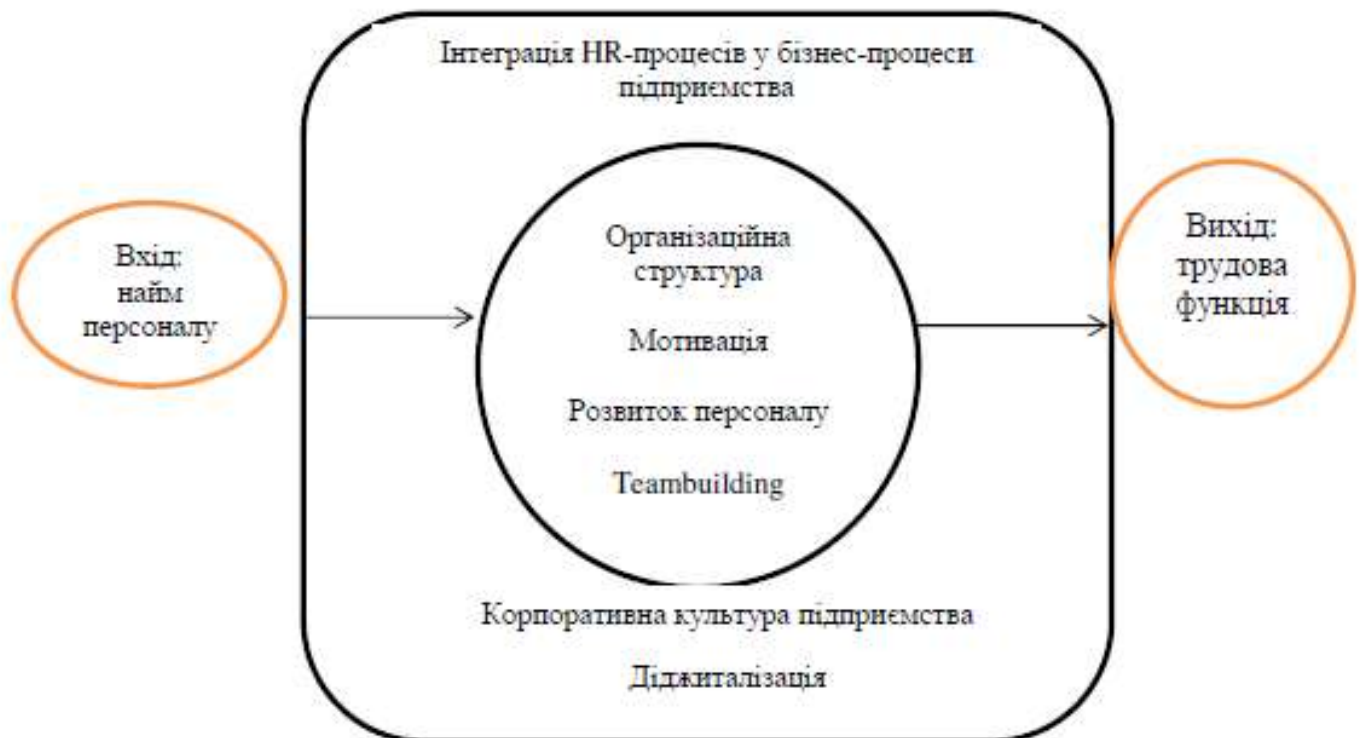 Інтеграція HR-процесів у бізнес-процеси
підприємства
Вхід:
найм
персоналу
Організаційна
структура
Мотивація
Розвиток персоналу
Teambuilding
Вихід:
трудова
функція
Корпоративна культура підприємства
Діджиталізація